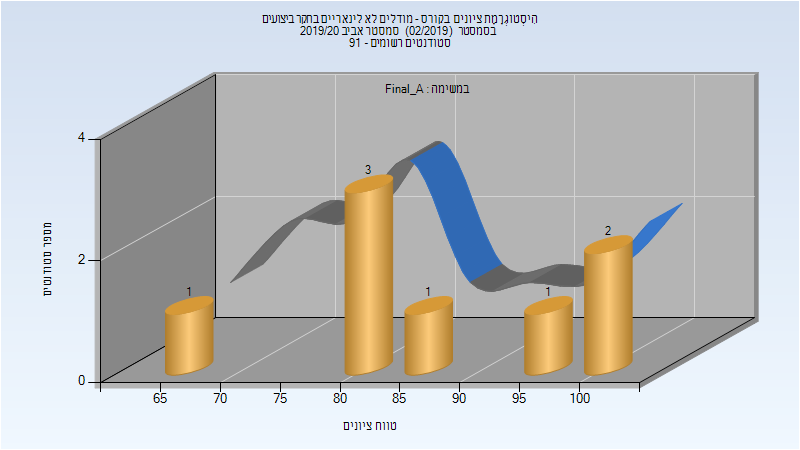 הִיסְטוֹגְרָמַת ציונים בקורס - מודלים לא לינאריים בחקר ביצועים
בסמסטר (02/2019) סמסטר אביב 2019/20
סטודנטים רשומים - 91
במשימה : Final_A
4
2
0
מספר סטודנטים
1
3
1
1
2
65
70
75
80
85
90
95
100
טווח ציונים